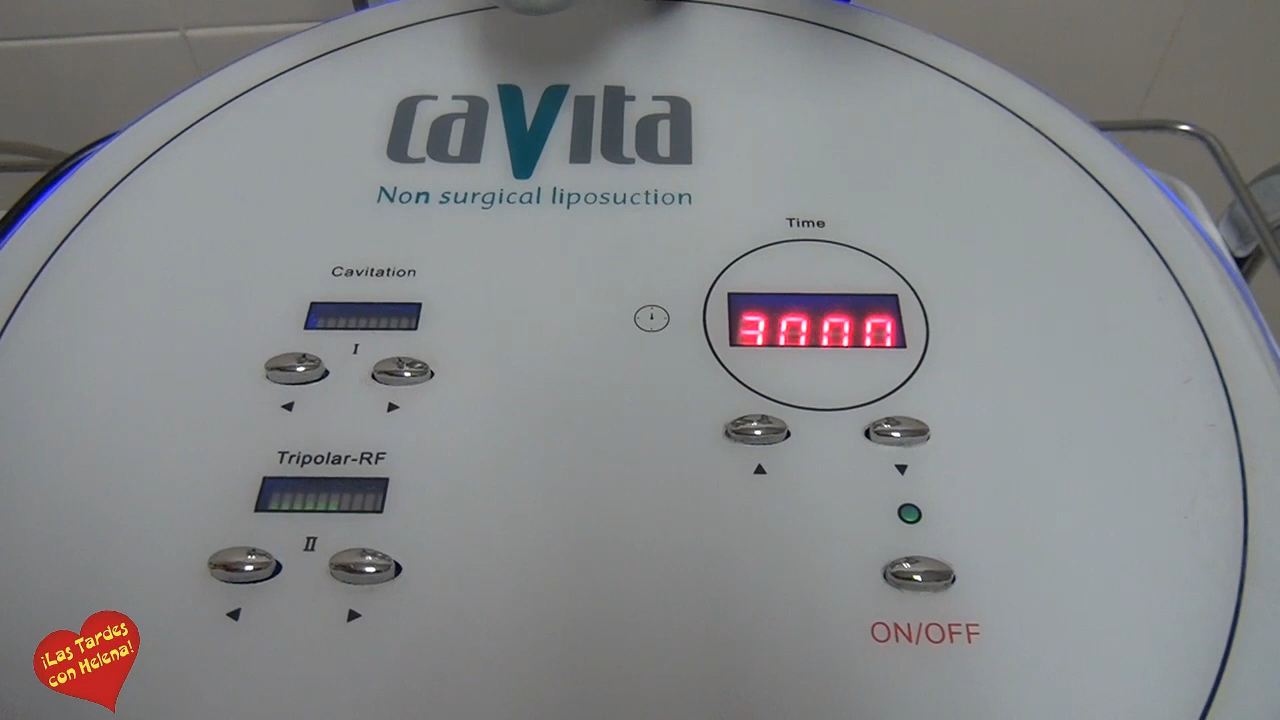 caVita
Non surgical liposuction
Time
Cavitation
3000
I
Tripolar-RF
II
ON/OFF
¡Las Tardes
con Helena!